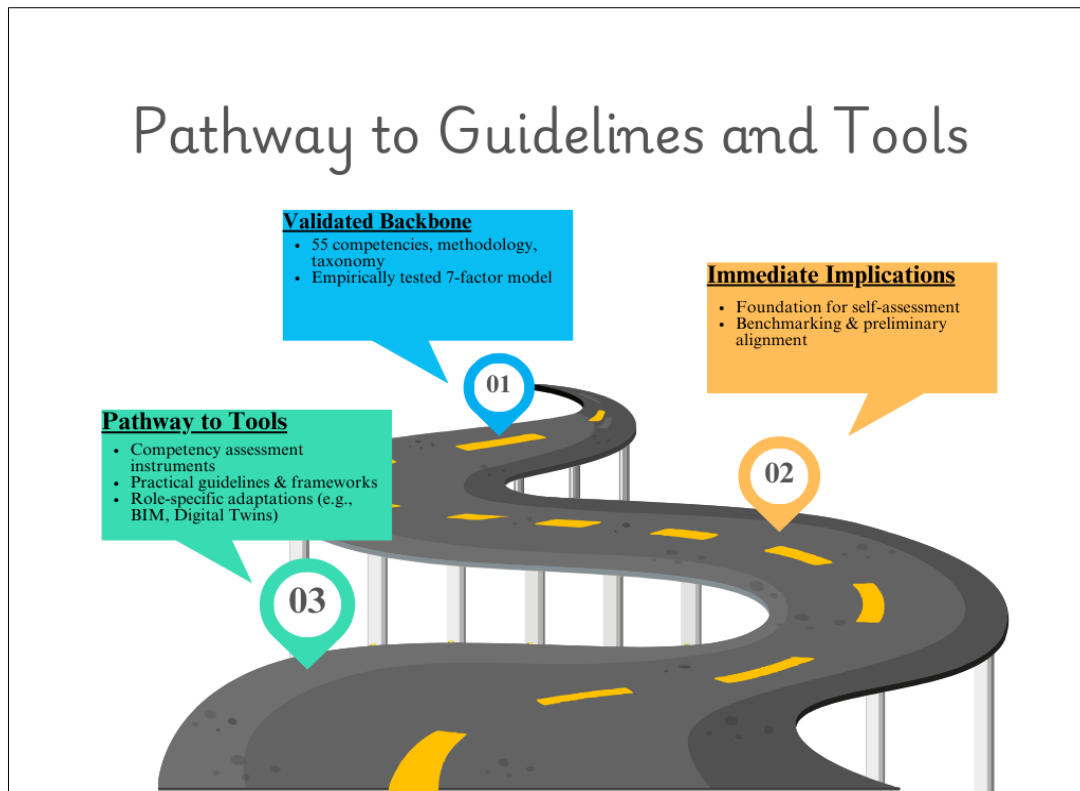 Pathway to Guidelines and Tools
Validated Backbone
• 55 competencies, methodology,
taxonomy
• Empirically tested 7-factor model
01
Immediate Implications
• Foundation for self-assessment
• Benchmarking & preliminary
alignment
02
Pathway to Tools
• Competency assessment
instruments
• Practical guidelines & frameworks
• Role-specific adaptations (e.g.,
BIM, Digital Twins)
03